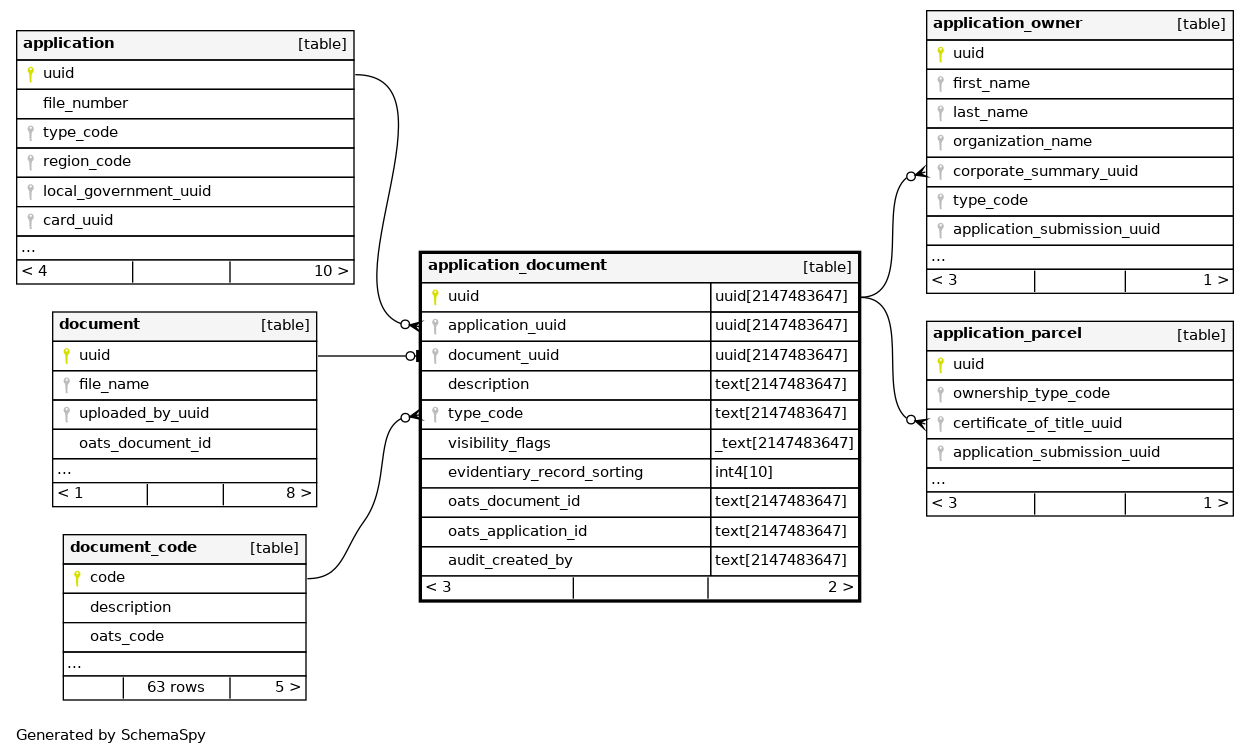 application [table]
uuid
file_number
type_code
region_code
local_government_uuid
card_uuid
...
< 4 10 >
document [table]
uuid
file_name
uploaded_by_uuid
oats_document_id
...
< 1 8 >
document_code [table]
code
description
oats_code
...
63 rows 5 >
application_document [table]
uuid uuid[2147483647]
application_uuid uuid[2147483647]
document_uuid uuid[2147483647]
description text[2147483647]
type_code text[2147483647]
visibility_flags _text[2147483647]
evidentiary_record_sorting int4[10]
oats_document_id text[2147483647]
oats_application_id text[2147483647]
audit_created_by text[2147483647]
< 3 2 >
application_owner [table]
uuid
first_name
last_name
organization_name
corporate_summary_uuid
type_code
application_submission_uuid
...
< 3 1 >
application_parcel [table]
uuid
ownership_type_code
certificate_of_title_uuid
application_submission_uuid
...
< 3 1 >
Generated by SchemaSpy